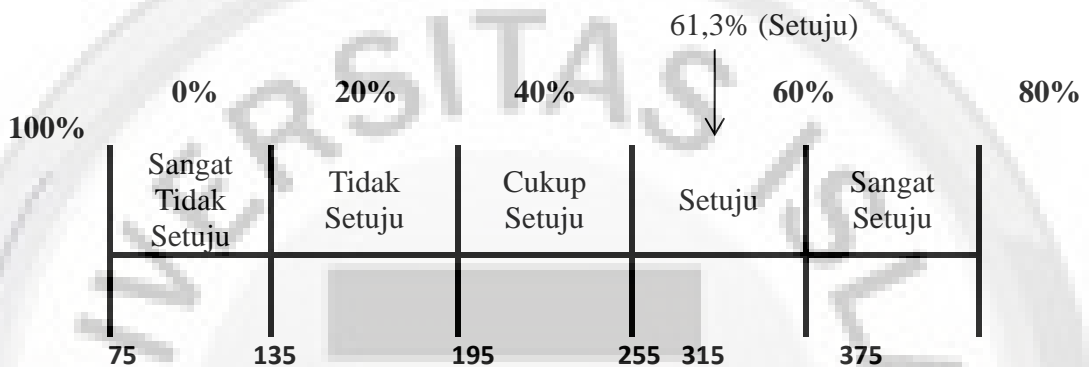 61,3% (Setuju)
0% 20% 40% 60% 80%
100%
Sangat
Tidak
Setuju
Tidak
Setuju
Cukup
Setuju
Setuju
Sangat
Setuju
75 135 195 255 315 375